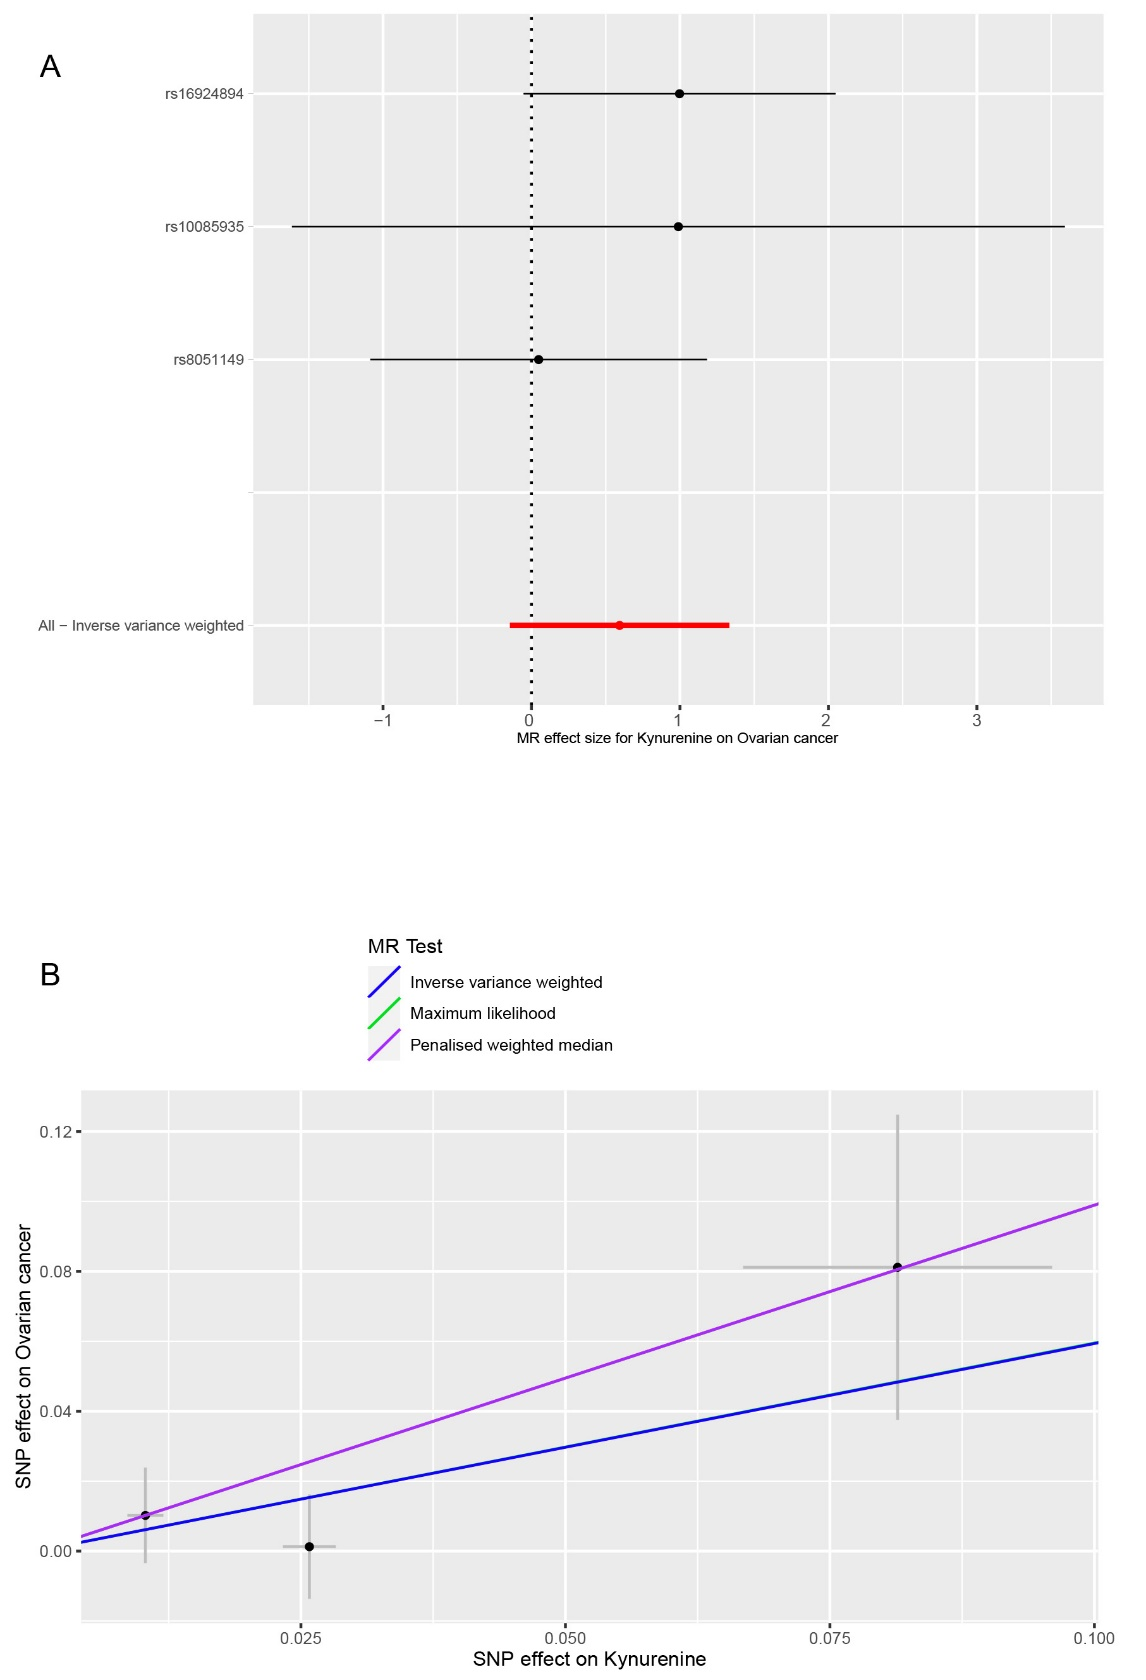 A
rs16924894
rs10085935
rs8051149
All − Inverse variance weighted
−1
0
1
2
3
MR effect size for Kynurenine on Ovarian cancer
B
MR Test
Inverse variance weighted
Maximum likelihood
Penalised weighted median
SNP effect on Ovarian cancer
0.12
0.08
0.04
0.00
0.025
0.050
0.075
0.100
SNP effect on Kynurenine